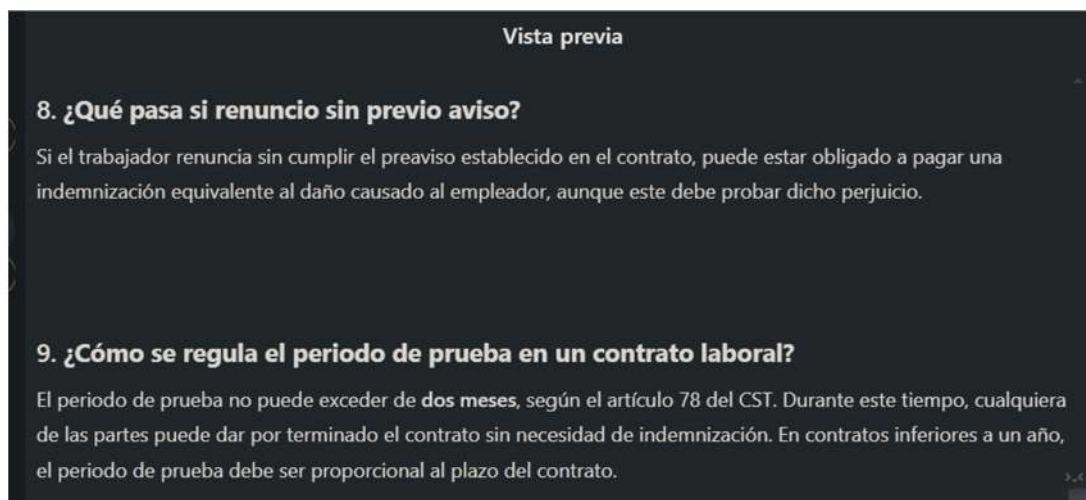 Vista previa
8. ¿Qué pasa si renuncio sin previo aviso?
Si el trabajador renuncia sin cumplir el preaviso establecido en el contrato, puede estar obligado a pagar una
indemnización equivalente al daño causado al empleador, aunque este debe probar dicho perjuicio.
9. ¿Cómo se regula el periodo de prueba en un contrato laboral?
El periodo de prueba no puede exceder de dos meses, según el artículo 78 del CST. Durante este tiempo, cualquiera
de las partes puede dar por terminado el contrato sin necesidad de indemnización. En contratos inferiores a un año,
el periodo de prueba debe ser proporcional al plazo del contrato.